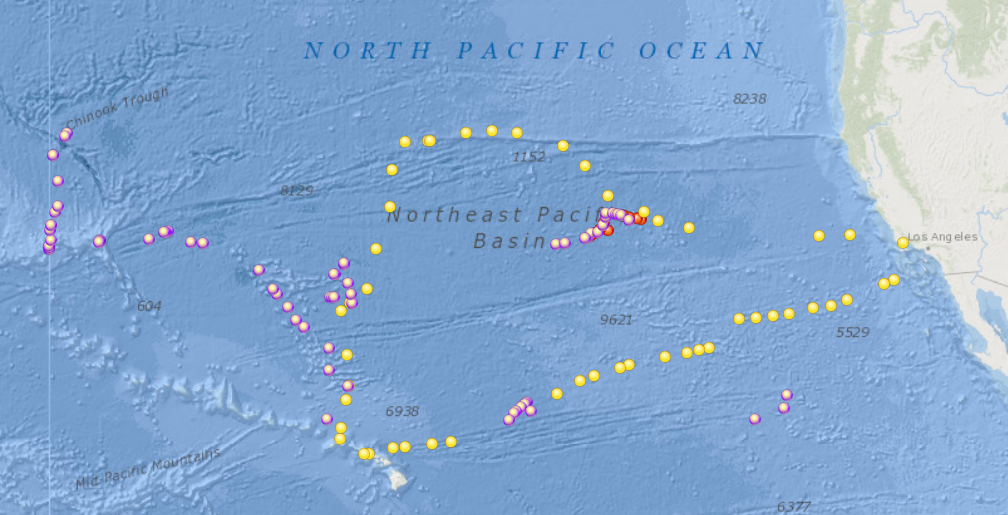 NORTH PACIFIC OCEAN
Chinook Trough
8238
1152
8129
Northeast Pacif
Basin
Los Angeles
604
9621
5529
6938
Mid-Pacific Mountains
6377